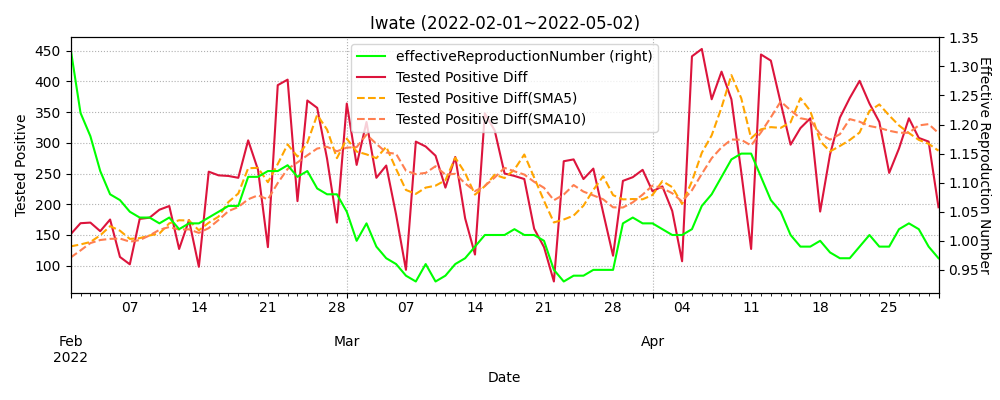 Iwate (2022-02-01~2022-05-02)
effectiveReproductionNumber (right)
Tested Positive Diff
Tested Positive Diff(SMA5)
Tested Positive Diff(SMA10)
Tested Positive
450
400
350
300
250
200
150
100
1.35
1.30
1.25
1.20
1.15
1.10
1.05
1.00
0.95
Effective Reproduction Number
07 14 21 28 07 14 21 28 04 11 18 25
Feb Mar Apr
2022
Date